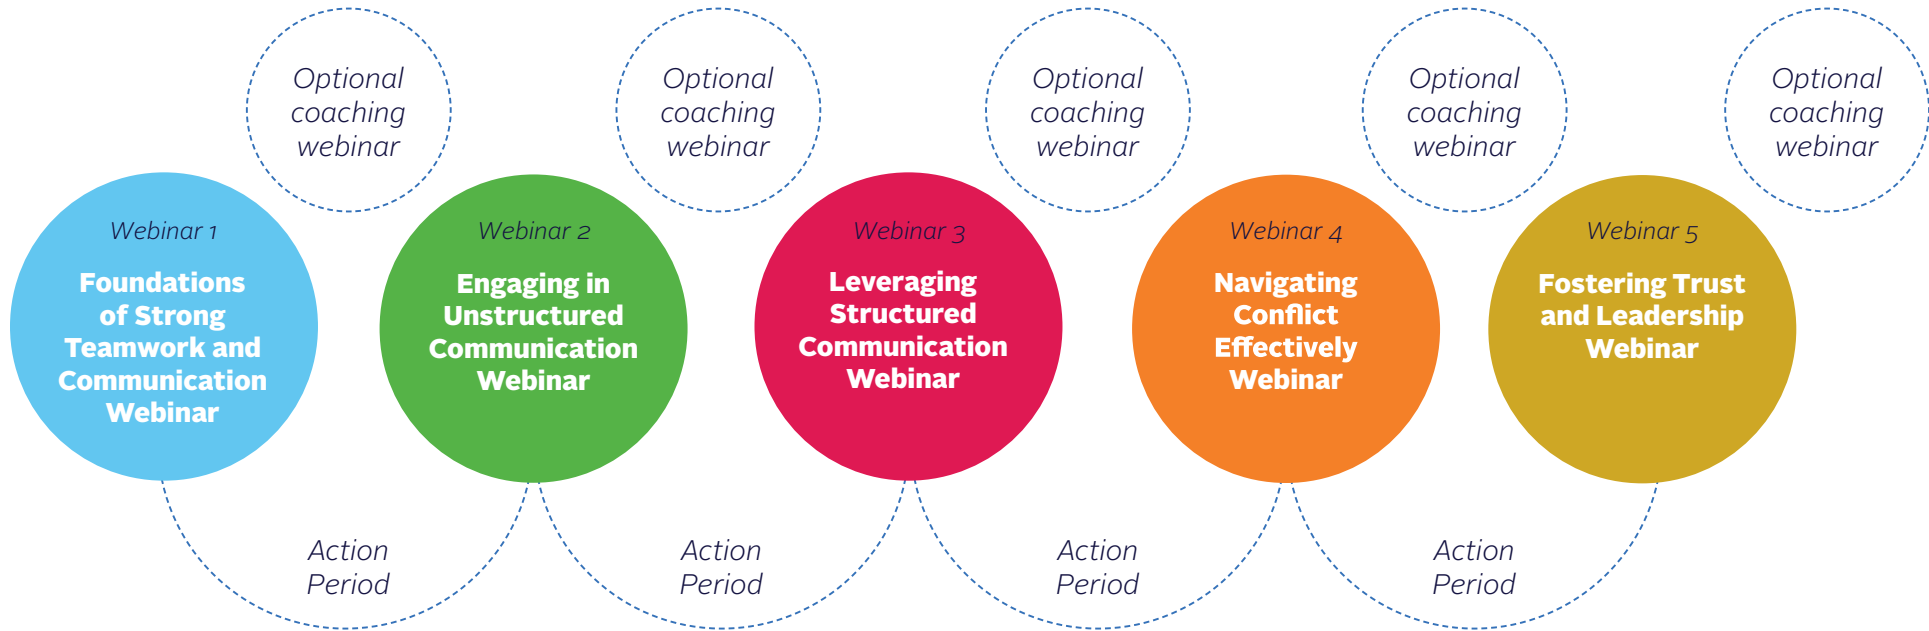 Optional
coaching
webinar
Optional
coaching
webinar
Optional
coaching
webinar
Optional
coaching
webinar
Optional
coaching
webinar
Webinar 1
Foundations
of Strong
Teamwork and
Communication
Webinar
Webinar 2
Engaging in
Unstructured
Communication
Webinar
Webinar 3
Leveraging
Structured
Communication
Webinar
Webinar 4
Navigating
Conflict
Effectively
Webinar
Webinar 5
Fostering Trust
and Leadership
Webinar
Action
Period
Action
Period
Action
Period
Action
Period